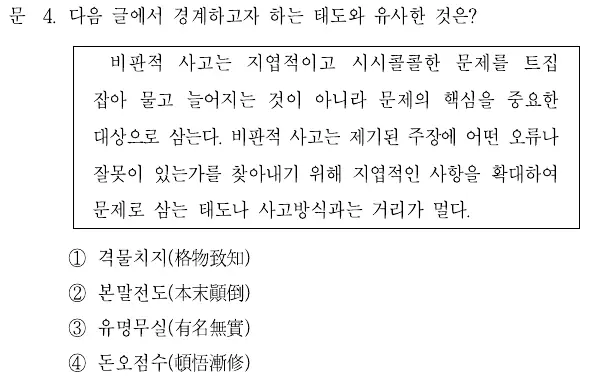 문 4. 다음 글에서 경계하고자 하는 태도와 유사한 것은?
비판적 사고는 지엽적이고 시시콜콜한 문제를 트집
잡아 물고 늘어지는 것이 아니라 문제의 핵심을 중요한
대상으로 삼는다. 비판적 사고는 제기된 주장에 어떤 오류나
잘못이 있는가를 찾아내기 위해 지엽적인 사항을 확대하여
문제로 삼는 태도나 사고방식과는 거리가 멀다.
① 격물치지(格物致知)
② 본말전도(本末顚倒)
③ 유명무실(有名無實)
④ 돈오점수(頓悟漸修)